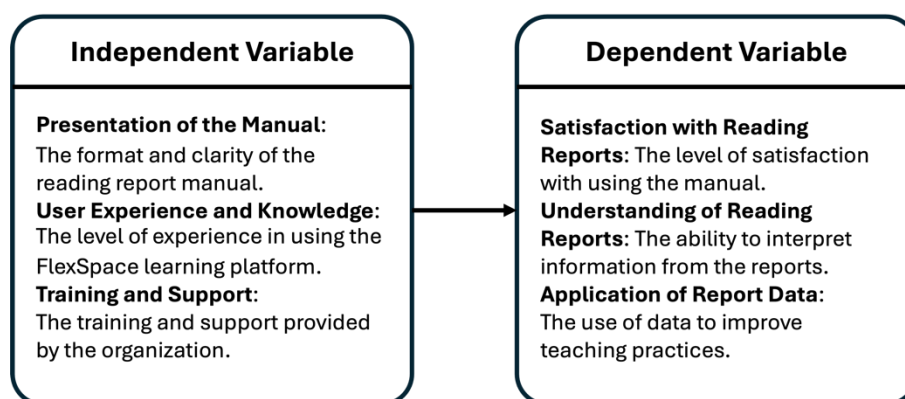 Independent Variable
Presentation of the Manual:
The format and clarity of the
reading report manual.
User Experience and Knowledge:
The level of experience in using the
FlexSpace learning platform.
Training and Support:
The training and support provided
by the organization.
Dependent Variable
Satisfaction with Reading
Reports: The level of satisfaction
with using the manual.
Understanding of Reading
Reports: The ability to interpret
information from the reports.
Application of Report Data:
The use of data to improve
teaching practices.